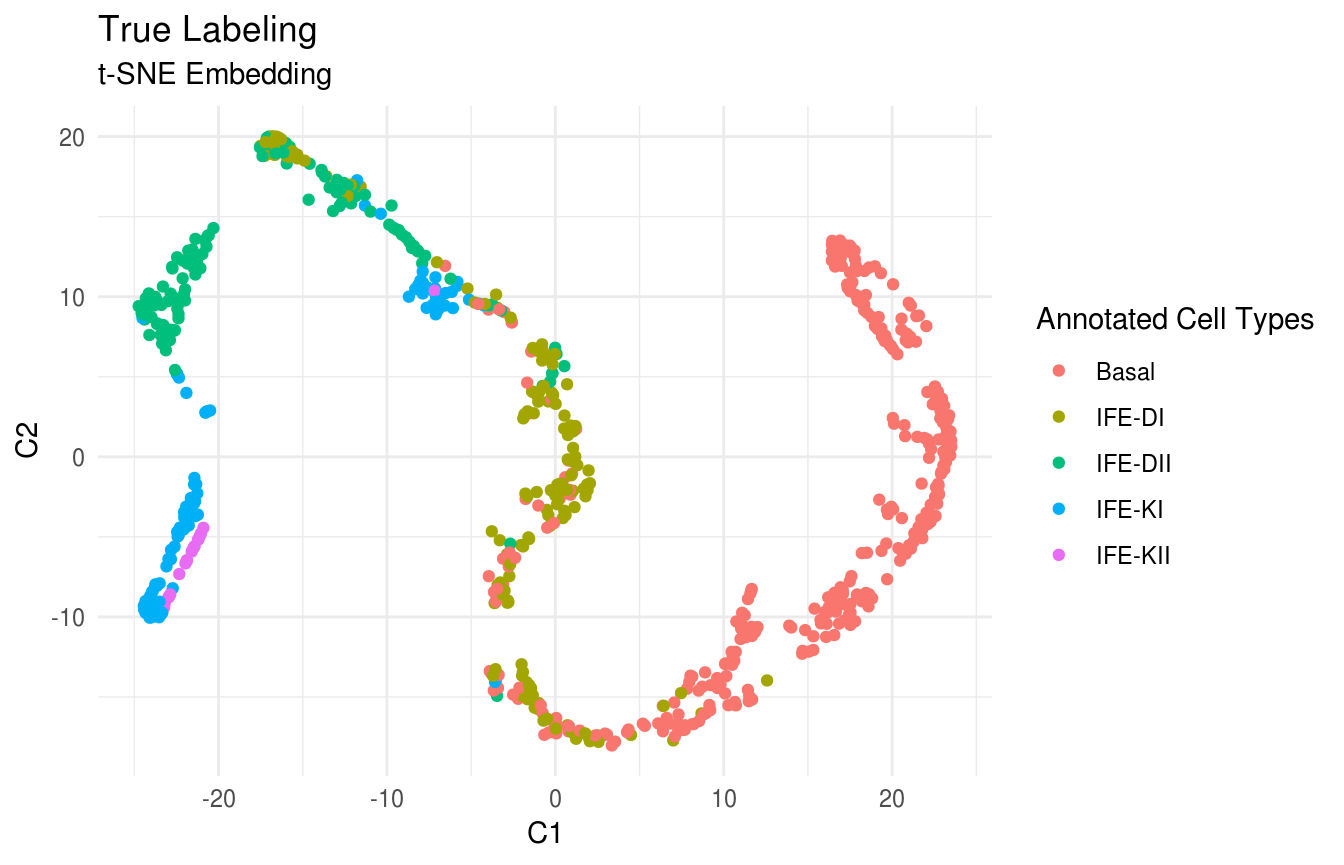 True Labeling
t-SNE Embedding
20
10
0
-10
C2
-20
-10
0
10
20
C1
Annotated Cell Types
Basal
IFE-DI
IFE-DII
IFE-KI
IFE-KII